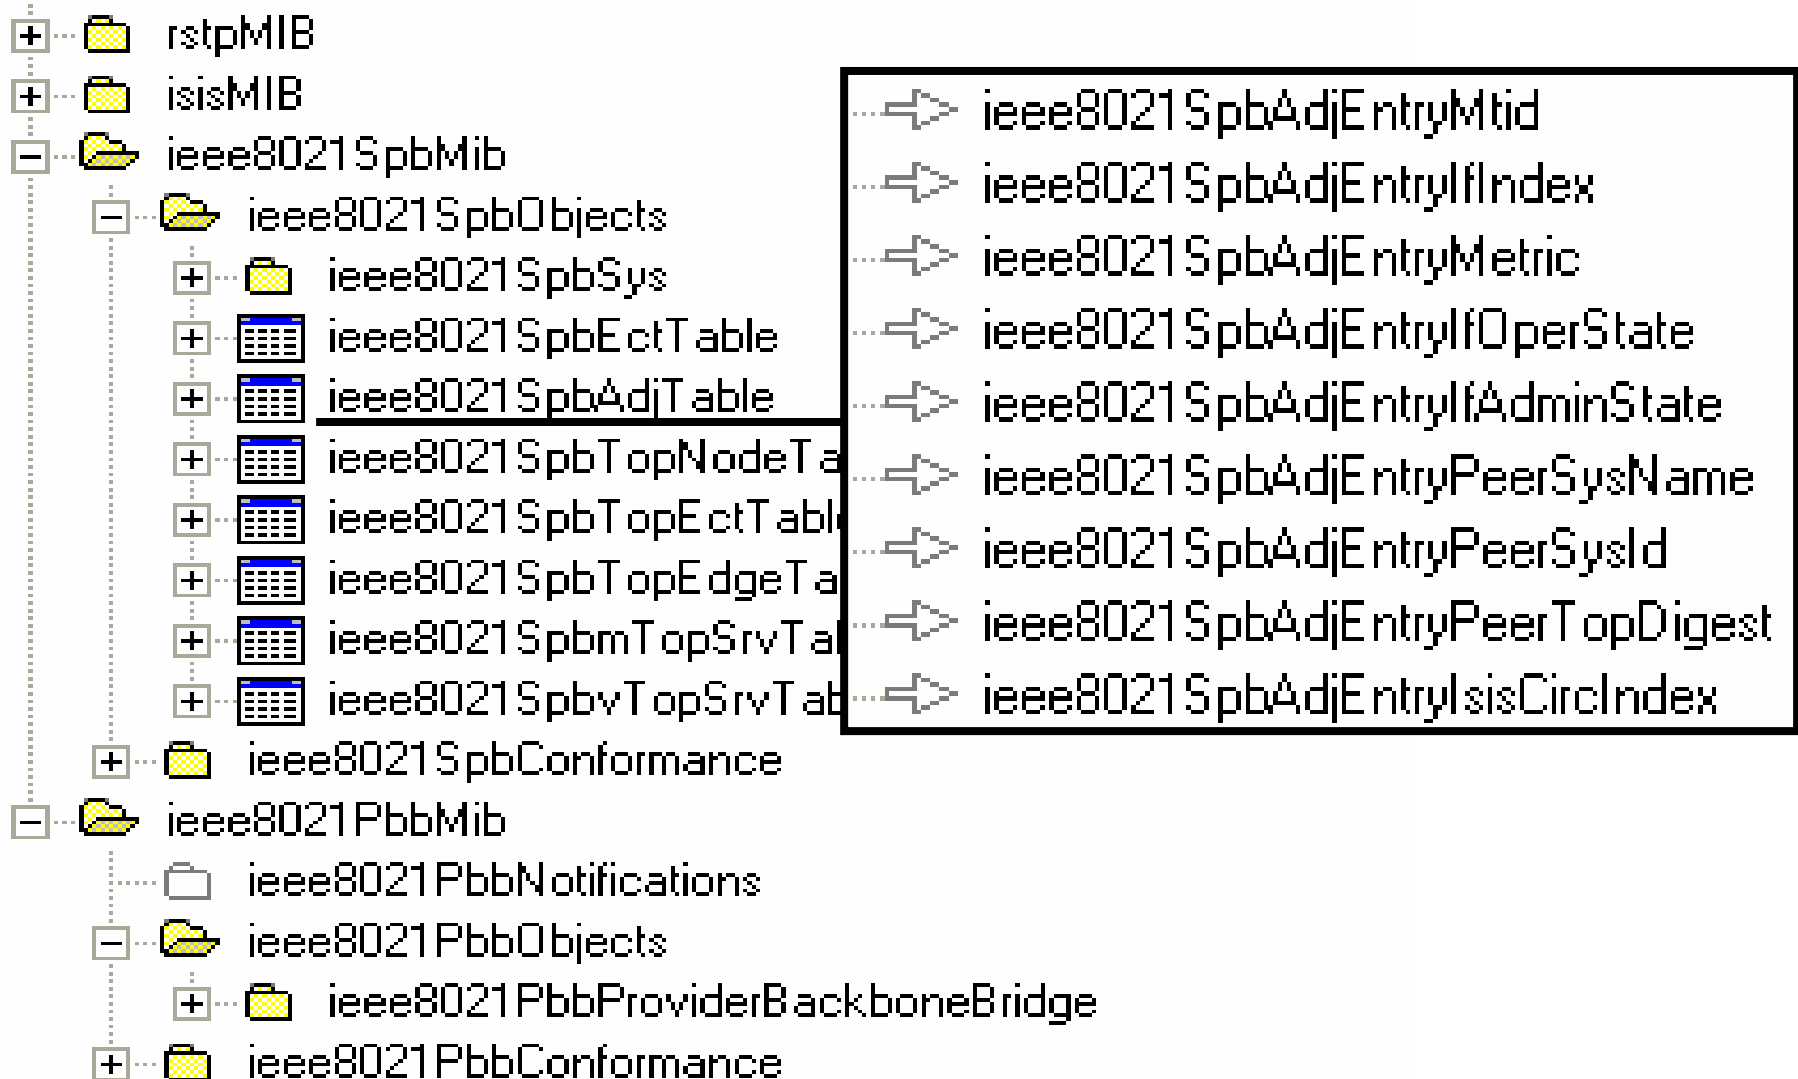 rstpMIB
isisMIB
ieee8021SpbMib
ieee8021SpbObjects
ieee8021SpbSys
ieee8021SpbEctTable
ieee8021SpbAdjTable
ieee8021SpbTopNodeTa
ieee8021SpbTopEctTabl
ieee8021SpbTopEdgeTa
ieee8021SpbmTopSrvTa
ieee8021SpbvTopSrvTab
ieee8021SpbConformance
ieee8021PbbMib
ieee8021PbbNotifications
ieee8021PbbObjects
ieee8021PbbProviderBackboneBridge
ieee8021PbbConformance
ieee8021SpbAdjEntryMtid
ieee8021SpbAdjEntryIfIndex
ieee8021SpbAdjEntryMetric
ieee8021SpbAdjEntryIfOperState
ieee8021SpbAdjEntryIfAdminState
ieee8021SpbAdjEntryPeerSysName
ieee8021SpbAdjEntryPeerSysId
ieee8021SpbAdjEntryPeerTopDigest
ieee8021SpbAdjEntryIsisCircIndex